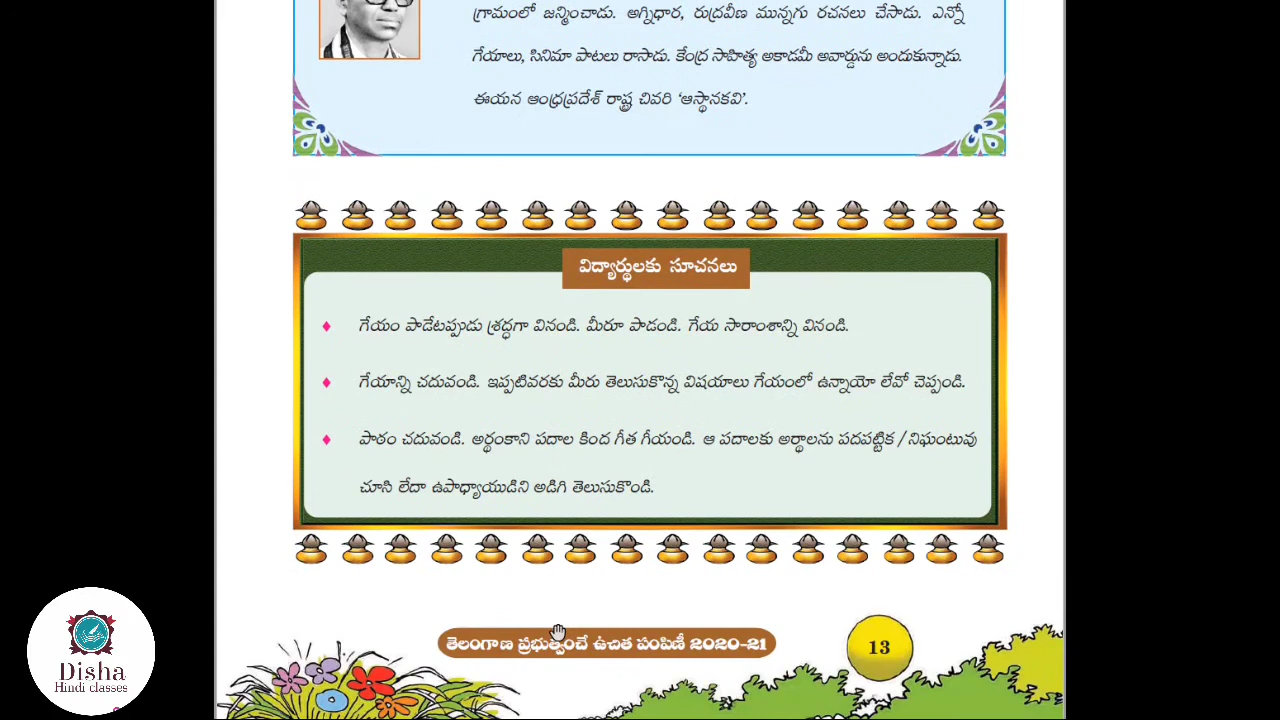 గ్రామంలో జన్మించాడు. అగ్నిధార, రుద్రవీణ మున్నగు రచనలు చేసాడు. ఎన్నో
గేయాలు, సినిమా పాటలు రాసాడు. కేంద్ర సాహిత్య అకాడమీ అవార్డును అందుకున్నాడు.
ఈయన ఆంధ్రప్రదేశ్ రాష్ట్ర చివరి ‘ఆస్థానకవి’.
విద్యార్థులకు సూచనలు
♦ గేయం పాడేటప్పుడు శ్రద్ధగా వినండి. మీరూ పాడండి. గేయ సారాంశాన్ని వినండి.
♦ గేయాన్ని చదువండి. ఇప్పటివరకు మీరు తెలుసుకొన్న విషయాలు గేయంలో ఉన్నాయో లేవో చెప్పండి.
♦ పాఠం చదువండి. అర్థంకాని పదాల కింద గీత గీయండి. ఆ పదాలకు అర్థాలను పదపట్టిక / నిఘంటువు
చూసి లేదా ఉపాధ్యాయుడిని అడిగి తెలుసుకొండి.
తెలంగాణ ప్రభుత్వంచే ఉచిత పంపిణీ 2020-21
13
Disha
Hindi classes